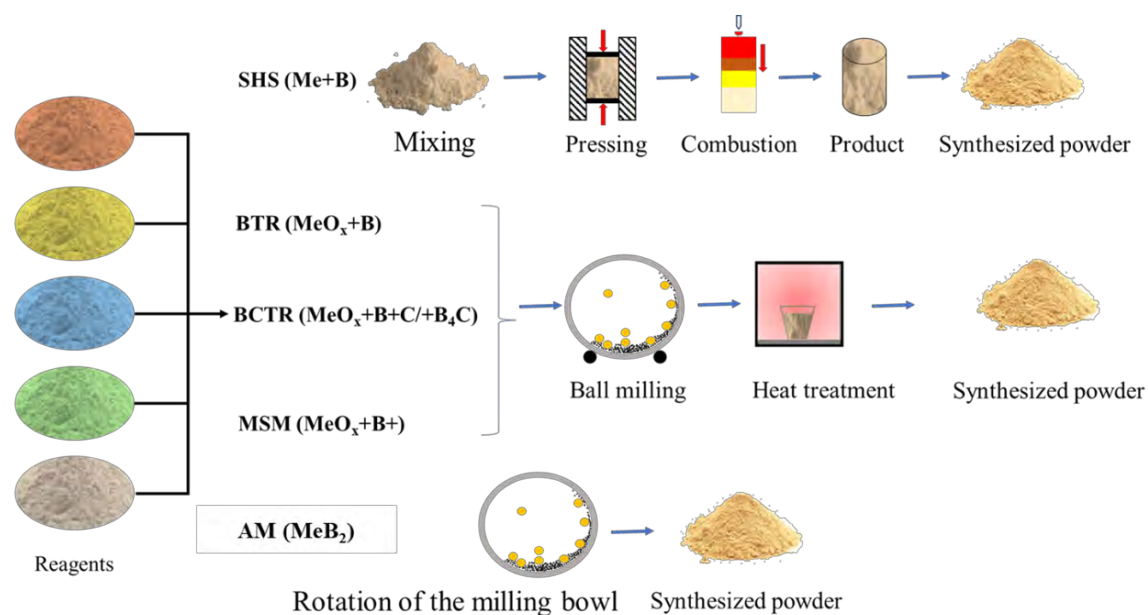 SHS (Me+B)
Mixing
Pressing
Combustion
Product
Synthesized powder
BTR (MeOₓ+B)
BCTR (MeOₓ+B+C/+B₄C)
MSM (MeOₓ+B+)
Ball milling
Heat treatment
Synthesized powder
AM (MeB₂)
Reagents
Rotation of the milling bowl
Synthesized powder